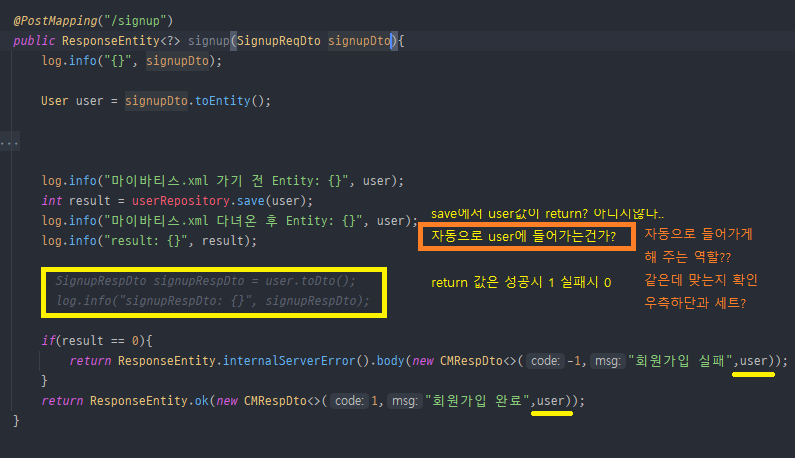 @PostMapping("/signup")
public ResponseEntity<?> signup(SignupReqDto signupDto){
log.info("{}", signupDto);
User user = signupDto.toEntity();
...
log.info("마이바티스.xml 가기 전 Entity: {}", user);
int result = userRepository.save(user);
save에서 user값이 return? 아니지않나..
log.info("마이바티스.xml 다녀온 후 Entity: {}", user);
자동으로 user에 들어가는건가?
log.info("result: {}", result);
자동으로 들어가게
해 주는 역할??
같은데 맞는지 확인
우측하단과 세트?
SignupRespDto signupRespDto = user.toDto();
return 값은 성공시 1 실패시 0
log.info("signupRespDto: {}", signupRespDto);
if(result == 0){
return ResponseEntity.internalServerError().body(new CMRespDto<>( code: -1, msg: "회원가입 실패",user));
}
return ResponseEntity.ok(new CMRespDto<>( code: 1, msg: "회원가입 완료",user));
}